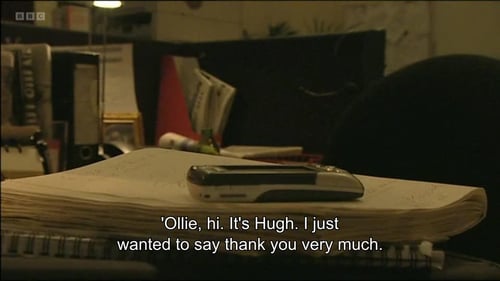 BBC
'Ollie, hi. It's Hugh. I just
wanted to say thank you very much.